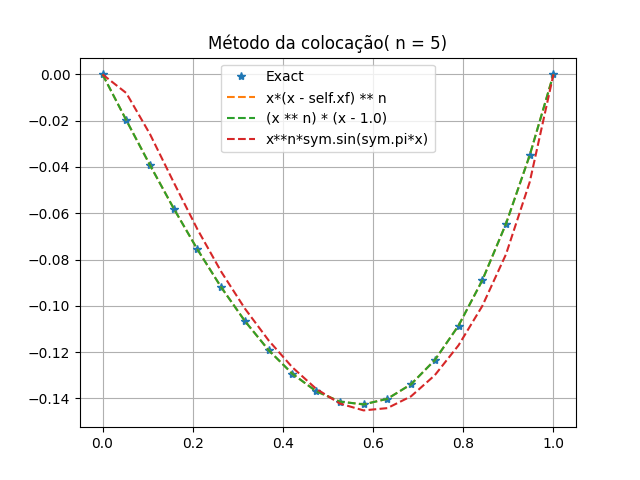 Método da colocação( n = 5)
0.00
−0.02
−0.04
−0.06
−0.08
−0.10
−0.12
−0.14
Exact
x*(x - self.xf) ** n
(x ** n) * (x - 1.0)
x**n*sym.sin(sym.pi*x)
0.0 0.2 0.4 0.6 0.8 1.0